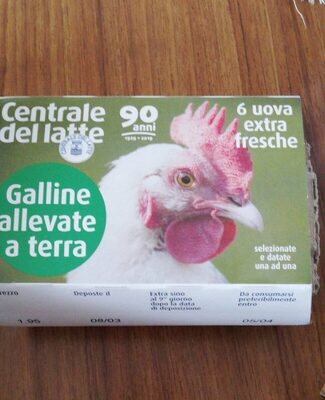 Centrale
del latte
90
anni
1929 • 2019
6 uova
extra
fresche
Galline
allevate
a terra
selezionate
e datate
una ad una
rezzo
Deposte d
Extra sino
al 9° giorno
dopo la data
di deposizione
Da consumarsi
preferibilmente
entro
1.95
08/03
05/04